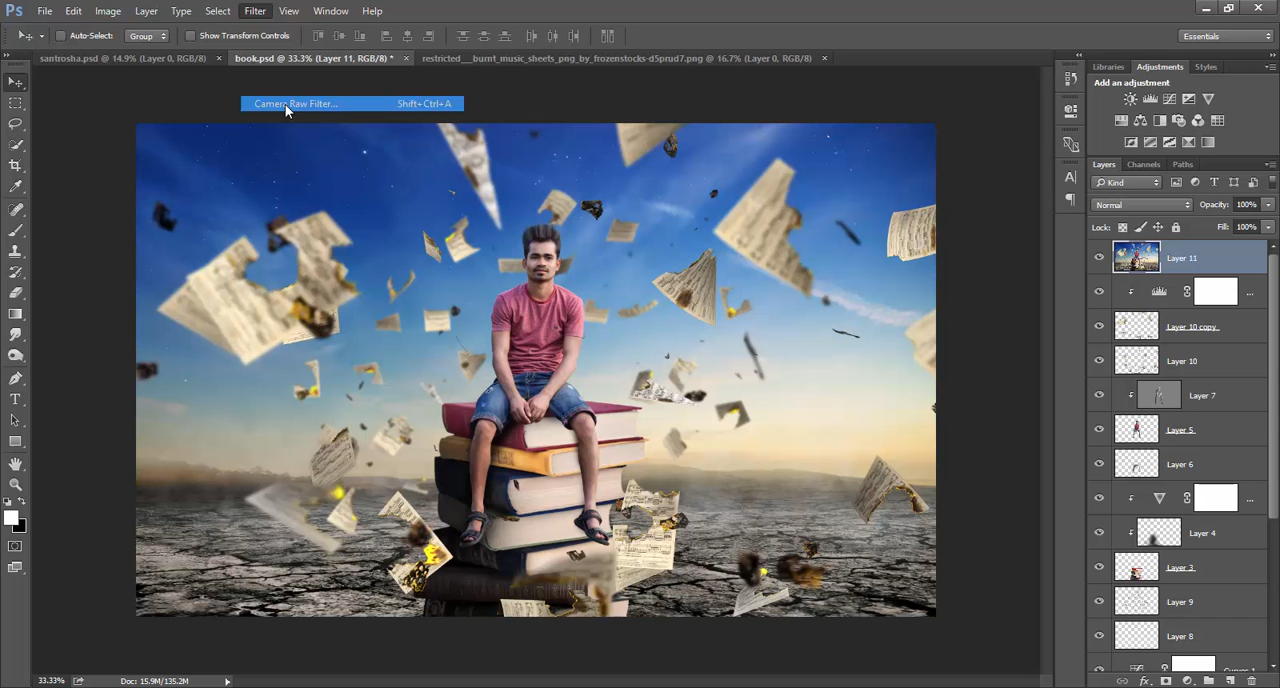 Ps File Edit Image Layer Type Select Filter View Window Help
Auto-Select: Group Show Transform Controls Essentials
santrosha.psd @ 14.9% (Layer 0, RGB/8) × book.psd @ 33.3% (Layer 11, RGB/8) * × restricted__burnt_music_sheets_png_by_frozenstocks-d5prud7.png @ 16.7% (Layer 0, RGB/8) ×
Libraries Adjustments Styles
Add an adjustment
Camera Raw Filter... Shift+Ctrl+A
Layers Channels Paths
Kind
Normal Opacity: 100%
Lock: Fill: 100%
Layer 11
...
Layer 10 copy
Layer 10
Layer 7
Layer 5
Layer 6
...
Layer 4
Layer 3
Layer 9
Layer 8
Curves 1
33.33% Doc: 15.9M/135.2M